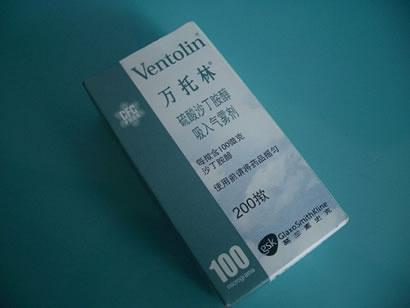 Ventolin®
万托林®
硫酸沙丁胺醇
吸入气雾剂
每揿含100微克
沙丁胺醇
使用前请将药品摇匀
200揿
100
micrograms
gsk GlaxoSmithKline
葛兰素史克